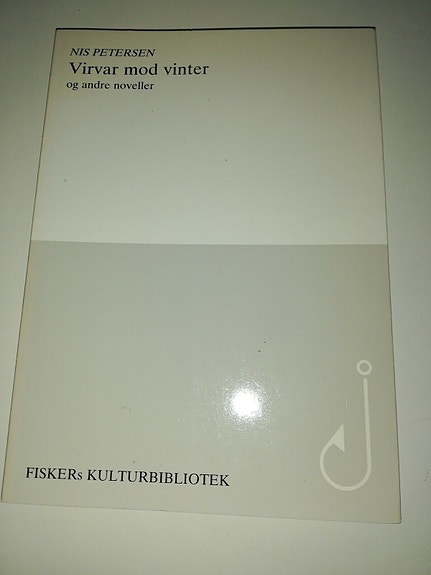 NIS PETERSEN
Virvar mod vinter
og andre noveller
FISKERs KULTURBIBLIOTEK